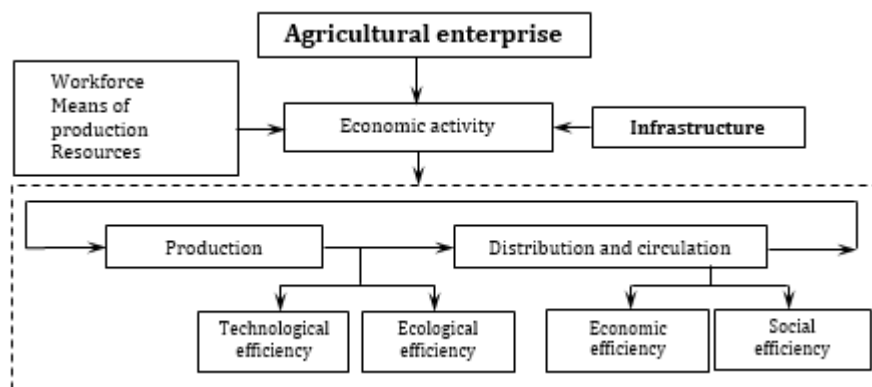 Agricultural enterprise
Workforce
Means of
production
Resources
Economic activity
Infrastructure
Production
Distribution and circulation
Technological
efficiency
Ecological
efficiency
Economic
efficiency
Social
efficiency